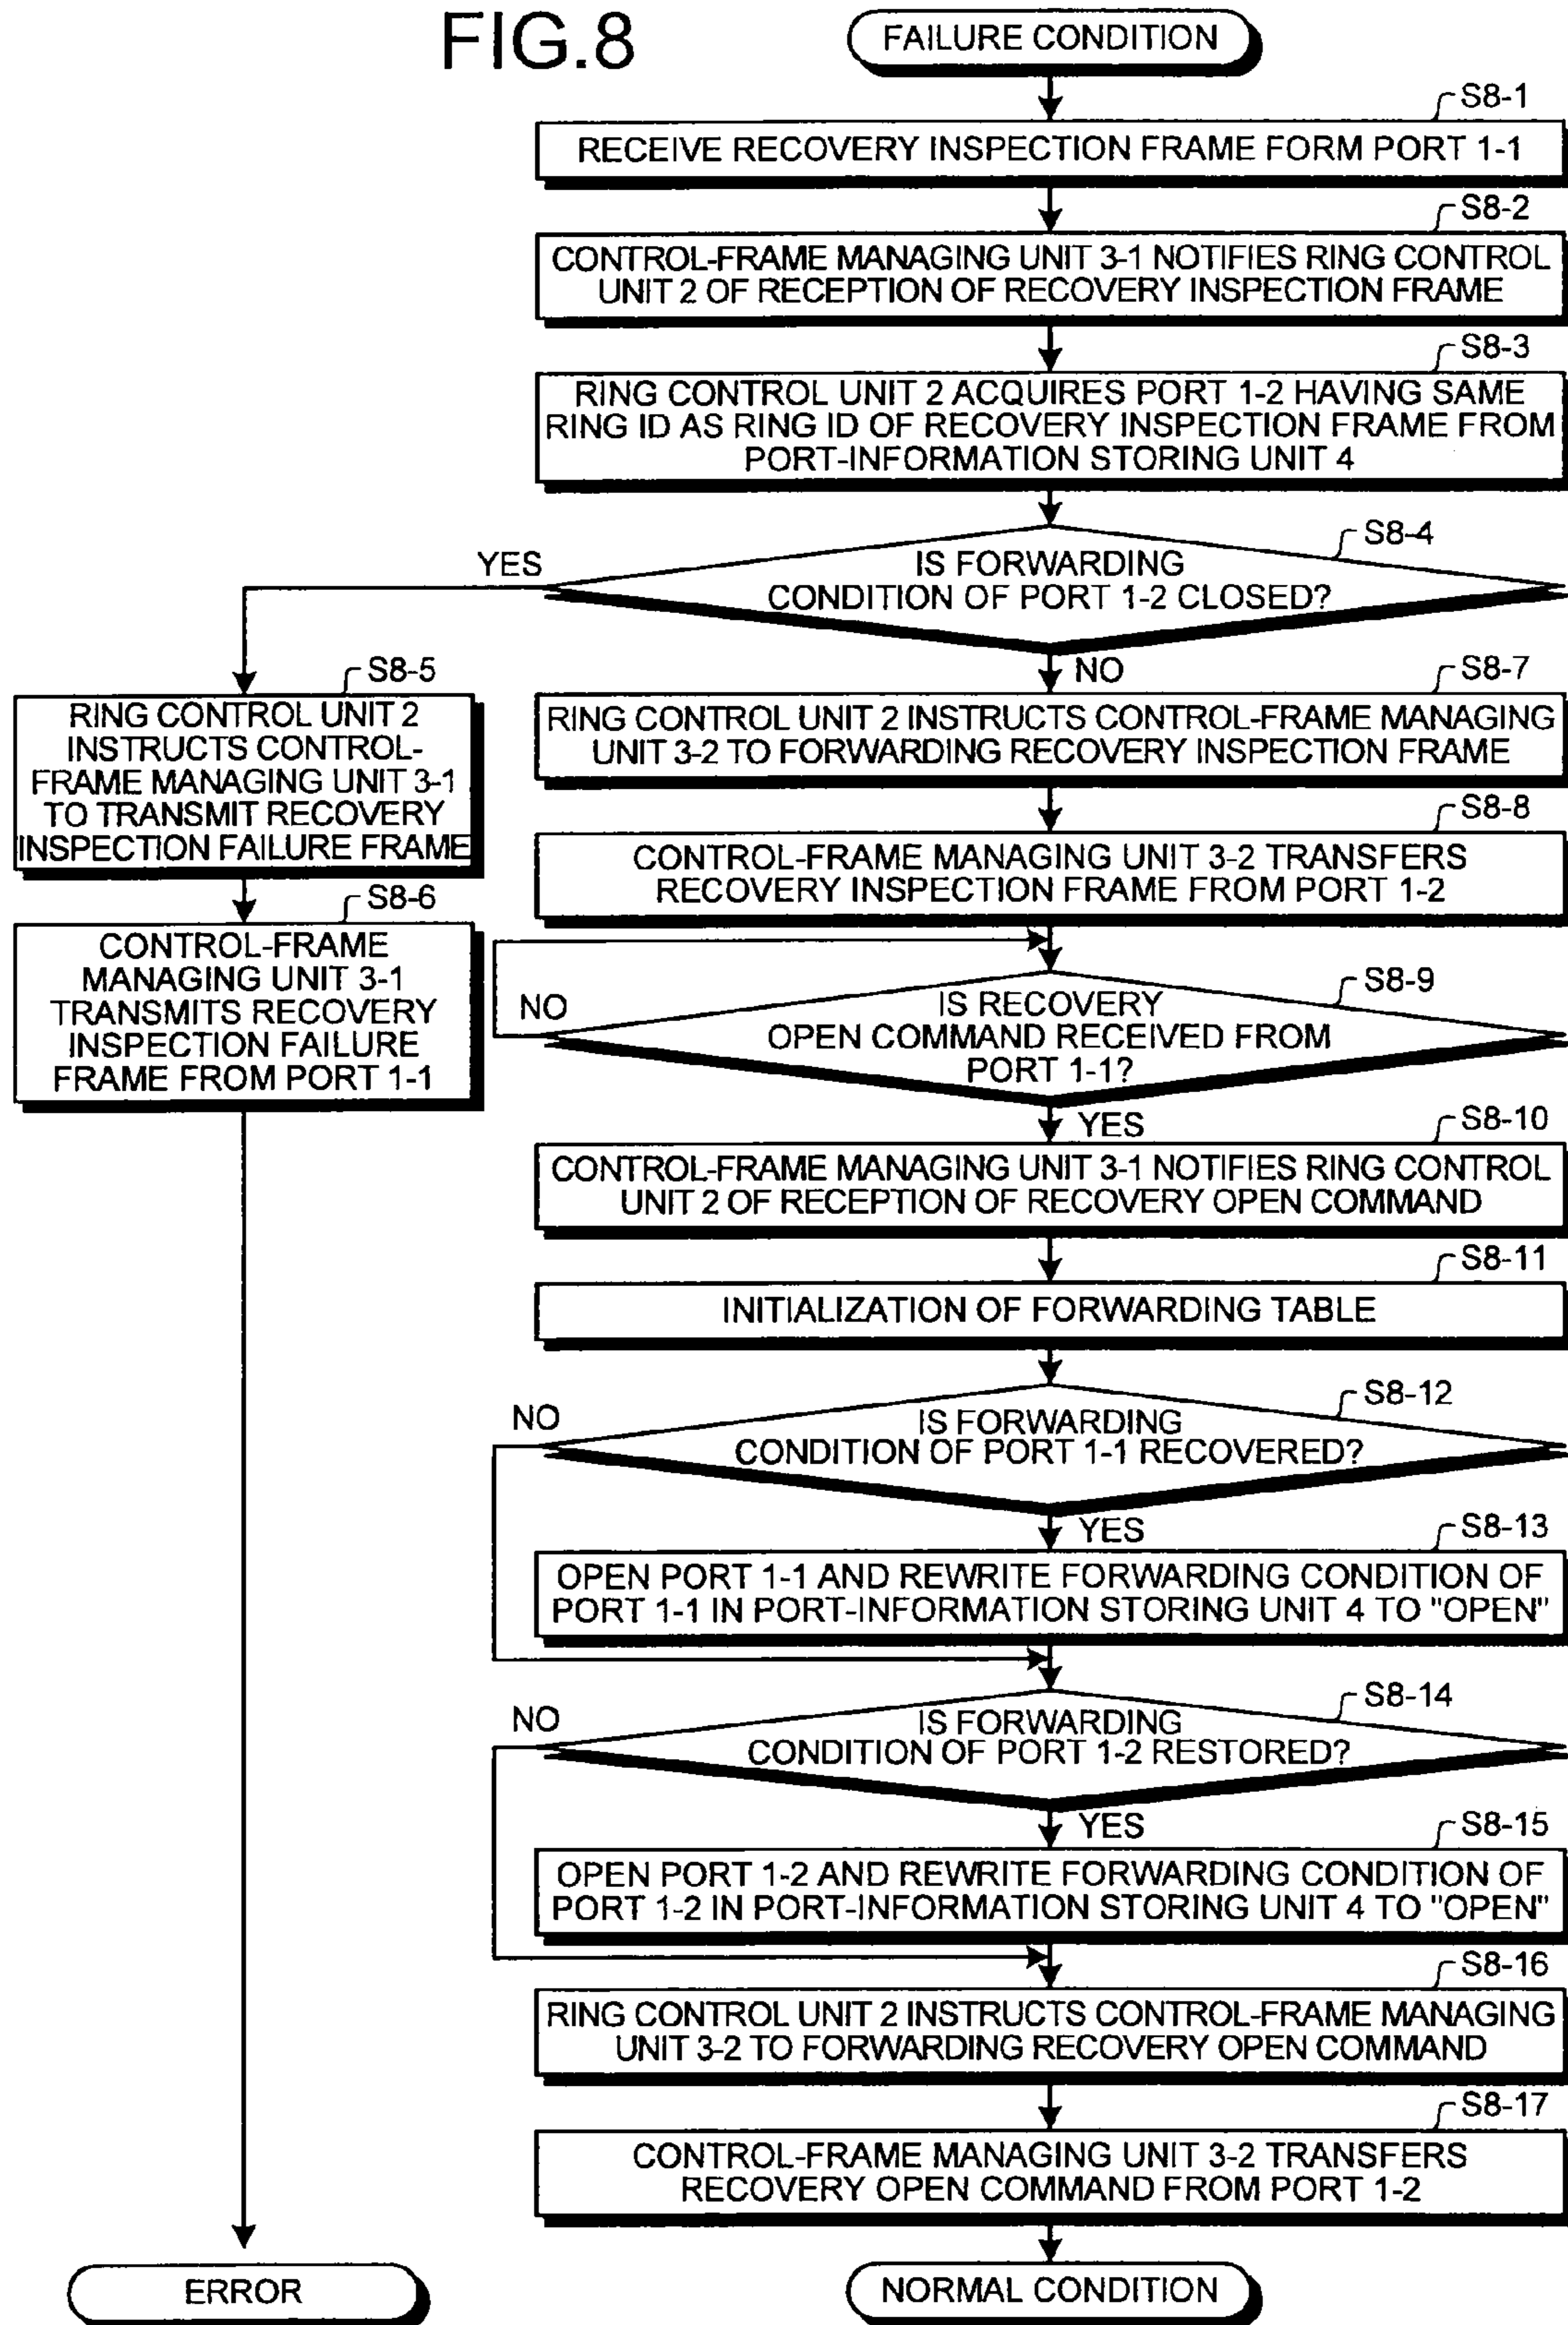 FIG.8
FAILURE CONDITION
S8-1
RECEIVE RECOVERY INSPECTION FRAME FORM PORT 1-1
S8-2
CONTROL-FRAME MANAGING UNIT 3-1 NOTIFIES RING CONTROL
UNIT 2 OF RECEPTION OF RECOVERY INSPECTION FRAME
S8-3
RING CONTROL UNIT 2 ACQUIRES PORT 1-2 HAVING SAME
RING ID AS RING ID OF RECOVERY INSPECTION FRAME FROM
PORT-INFORMATION STORING UNIT 4
S8-4
YES
IS FORWARDING
CONDITION OF PORT 1-2 CLOSED?
NO
S8-5
RING CONTROL UNIT 2
INSTRUCTS CONTROL-
FRAME MANAGING UNIT 3-1
TO TRANSMIT RECOVERY
INSPECTION FAILURE FRAME
S8-6
CONTROL-FRAME
MANAGING UNIT 3-1
TRANSMITS RECOVERY
INSPECTION FAILURE
FRAME FROM PORT 1-1
S8-7
RING CONTROL UNIT 2 INSTRUCTS CONTROL-FRAME MANAGING
UNIT 3-2 TO FORWARDING RECOVERY INSPECTION FRAME
S8-8
CONTROL-FRAME MANAGING UNIT 3-2 TRANSFERS
RECOVERY INSPECTION FRAME FROM PORT 1-2
S8-9
NO
IS RECOVERY
OPEN COMMAND RECEIVED FROM
PORT 1-1?
YES
S8-10
CONTROL-FRAME MANAGING UNIT 3-1 NOTIFIES RING CONTROL
UNIT 2 OF RECEPTION OF RECOVERY OPEN COMMAND
S8-11
INITIALIZATION OF FORWARDING TABLE
S8-12
NO
IS FORWARDING
CONDITION OF PORT 1-1 RECOVERED?
YES
S8-13
OPEN PORT 1-1 AND REWRITE FORWARDING CONDITION OF
PORT 1-1 IN PORT-INFORMATION STORING UNIT 4 TO "OPEN"
S8-14
NO
IS FORWARDING
CONDITION OF PORT 1-2 RESTORED?
YES
S8-15
OPEN PORT 1-2 AND REWRITE FORWARDING CONDITION OF
PORT 1-2 IN PORT-INFORMATION STORING UNIT 4 TO "OPEN"
S8-16
RING CONTROL UNIT 2 INSTRUCTS CONTROL-FRAME MANAGING
UNIT 3-2 TO FORWARDING RECOVERY OPEN COMMAND
S8-17
CONTROL-FRAME MANAGING UNIT 3-2 TRANSFERS
RECOVERY OPEN COMMAND FROM PORT 1-2
ERROR
NORMAL CONDITION